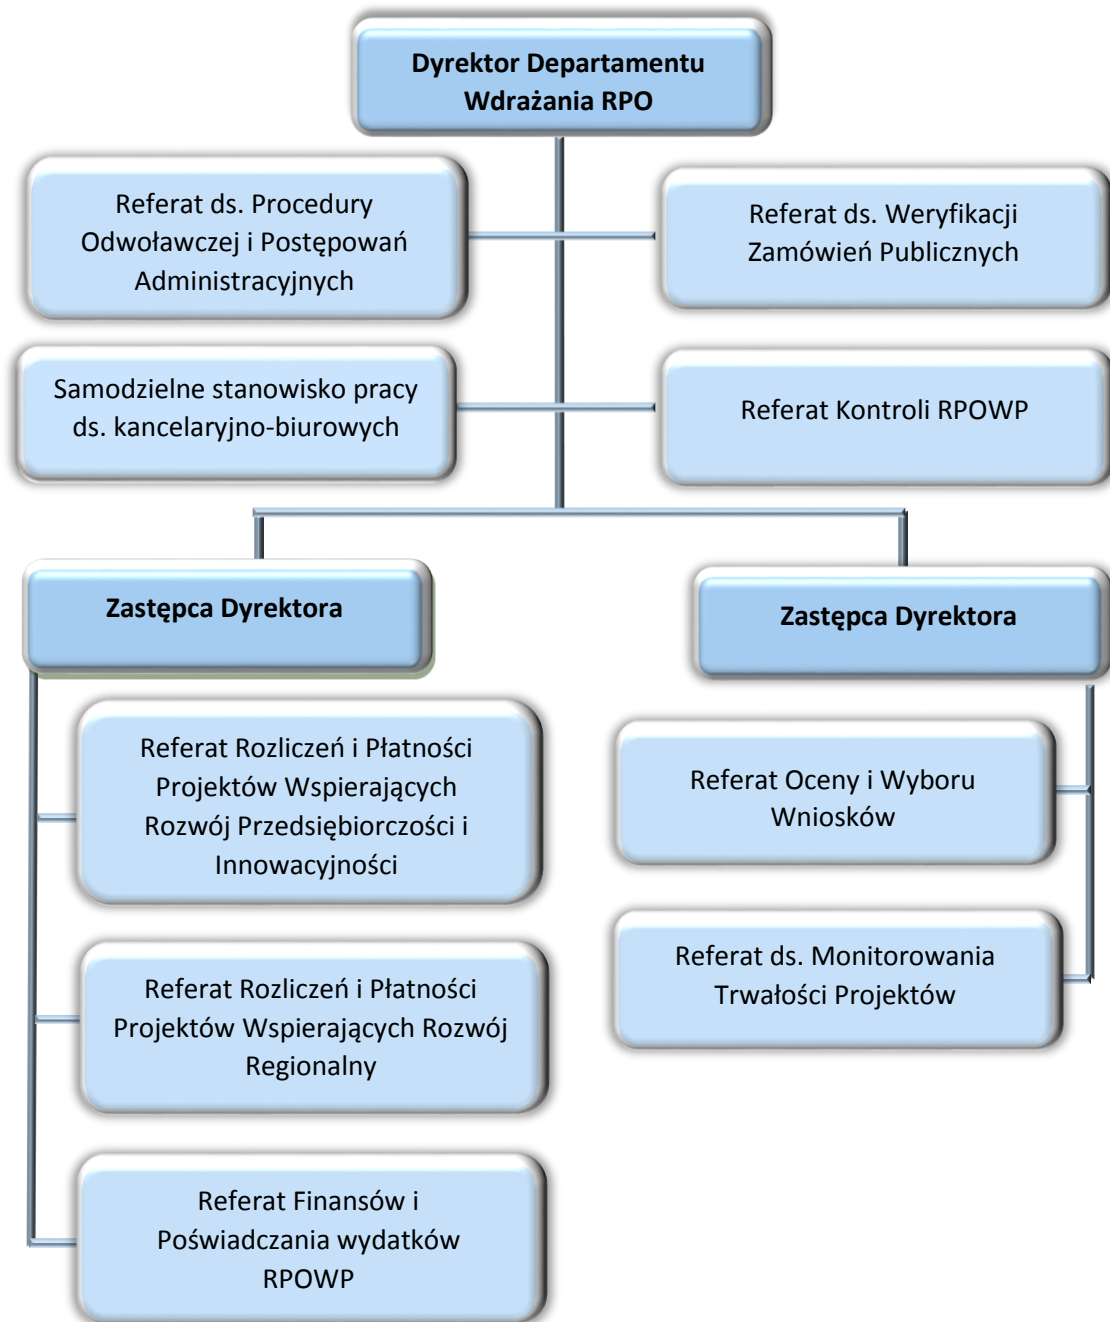 Dyrektor Departamentu
Wdrażania RPO
Referat ds. Procedury
Odwoławczej i Postępowań
Administracyjnych
Referat ds. Weryfikacji
Zamówień Publicznych
Samodzielne stanowisko pracy
ds. kancelaryjno-biurowych
Referat Kontroli RPOWP
Zastępca Dyrektora
Zastępca Dyrektora
Referat Rozliczeń i Płatności
Projektów Wspierających
Rozwój Przedsiębiorczości i
Innowacyjności
Referat Rozliczeń i Płatności
Projektów Wspierających Rozwój
Regionalny
Referat Finansów i
Poświadczania wydatków
RPOWP
Referat Oceny i Wyboru
Wniosków
Referat ds. Monitorowania
Trwałości Projektów